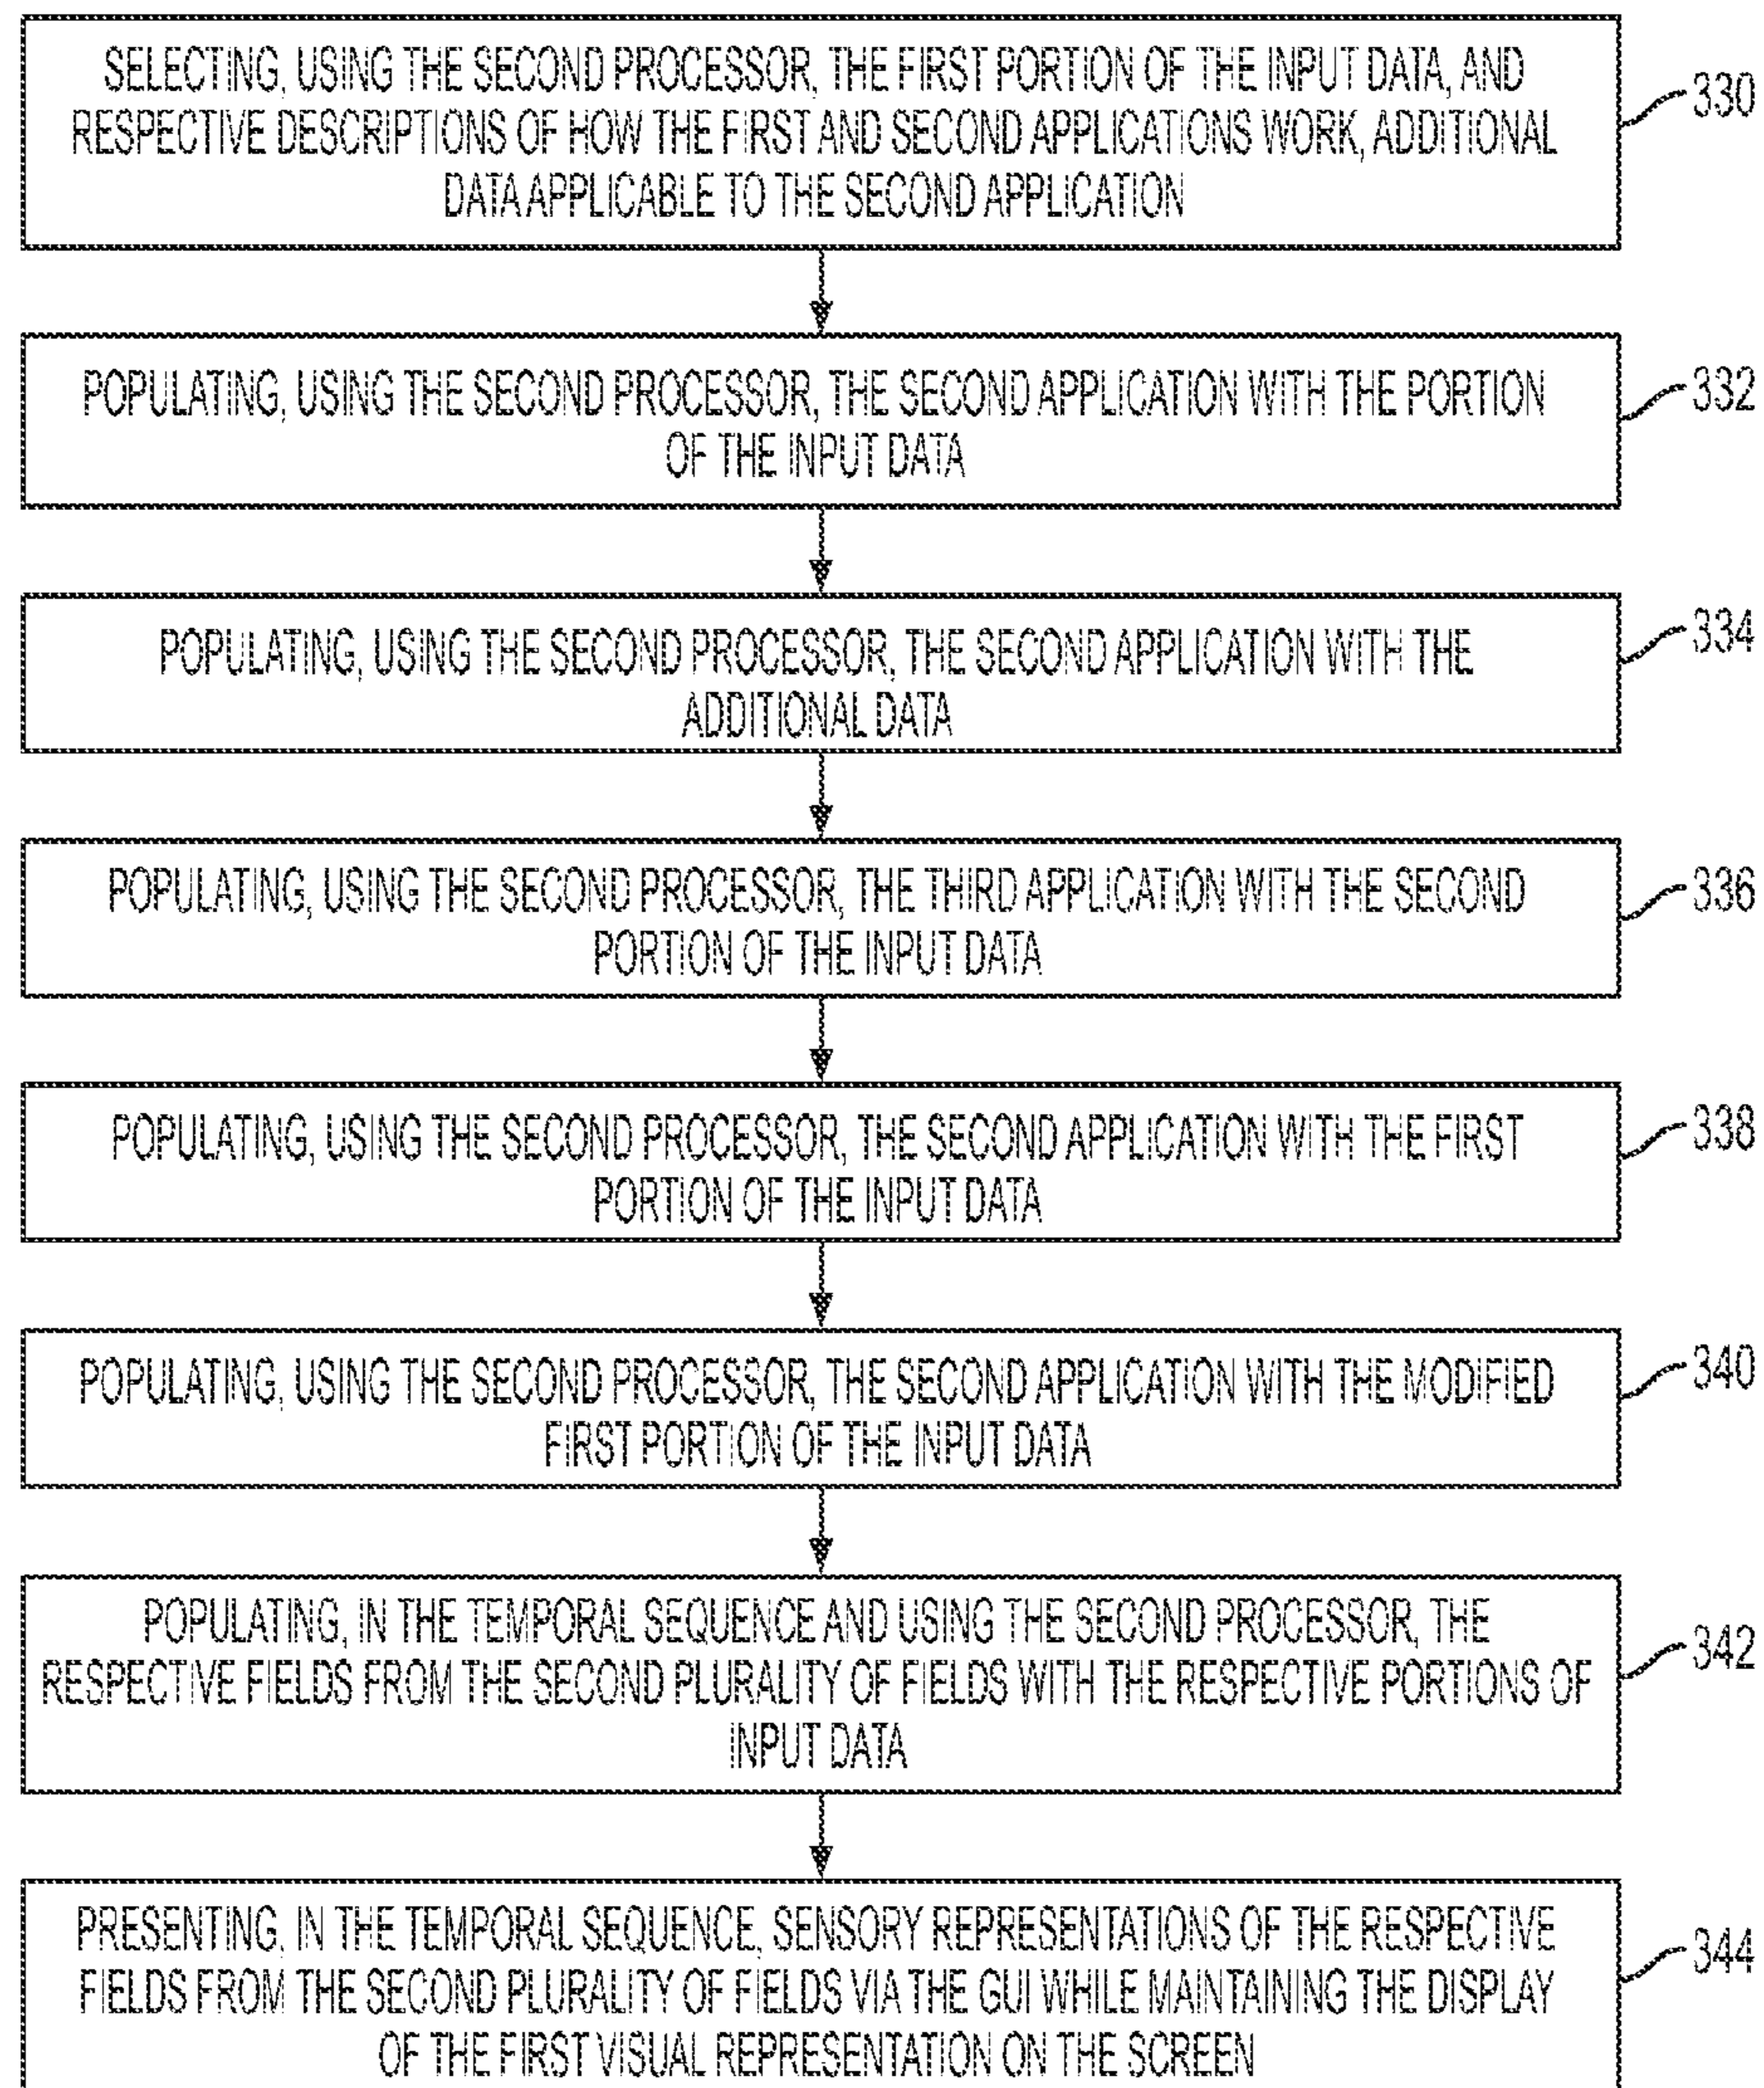 SELECTING, USING THE SECOND PROCESSOR, THE FIRST PORTION OF THE INPUT DATA, AND
RESPECTIVE DESCRIPTIONS OF HOW THE FIRST AND SECOND APPLICATIONS WORK, ADDITIONAL
DATA APPLICABLE TO THE SECOND APPLICATION
330
POPULATING, USING THE SECOND PROCESSOR, THE SECOND APPLICATION WITH THE PORTION
OF THE INPUT DATA
332
POPULATING, USING THE SECOND PROCESSOR, THE SECOND APPLICATION WITH THE
ADDITIONAL DATA
334
POPULATING, USING THE SECOND PROCESSOR, THE THIRD APPLICATION WITH THE SECOND
PORTION OF THE INPUT DATA
336
POPULATING, USING THE SECOND PROCESSOR, THE SECOND APPLICATION WITH THE FIRST
PORTION OF THE INPUT DATA
338
POPULATING, USING THE SECOND PROCESSOR, THE SECOND APPLICATION WITH THE MODIFIED
FIRST PORTION OF THE INPUT DATA
340
POPULATING, IN THE TEMPORAL SEQUENCE AND USING THE SECOND PROCESSOR, THE
RESPECTIVE FIELDS FROM THE SECOND PLURALITY OF FIELDS WITH THE RESPECTIVE PORTIONS OF
INPUT DATA
342
PRESENTING, IN THE TEMPORAL SEQUENCE, SENSORY REPRESENTATIONS OF THE RESPECTIVE
FIELDS FROM THE SECOND PLURALITY OF FIELDS VIA THE GUI WHILE MAINTAINING THE DISPLAY
OF THE FIRST VISUAL REPRESENTATION ON THE SCREEN
344